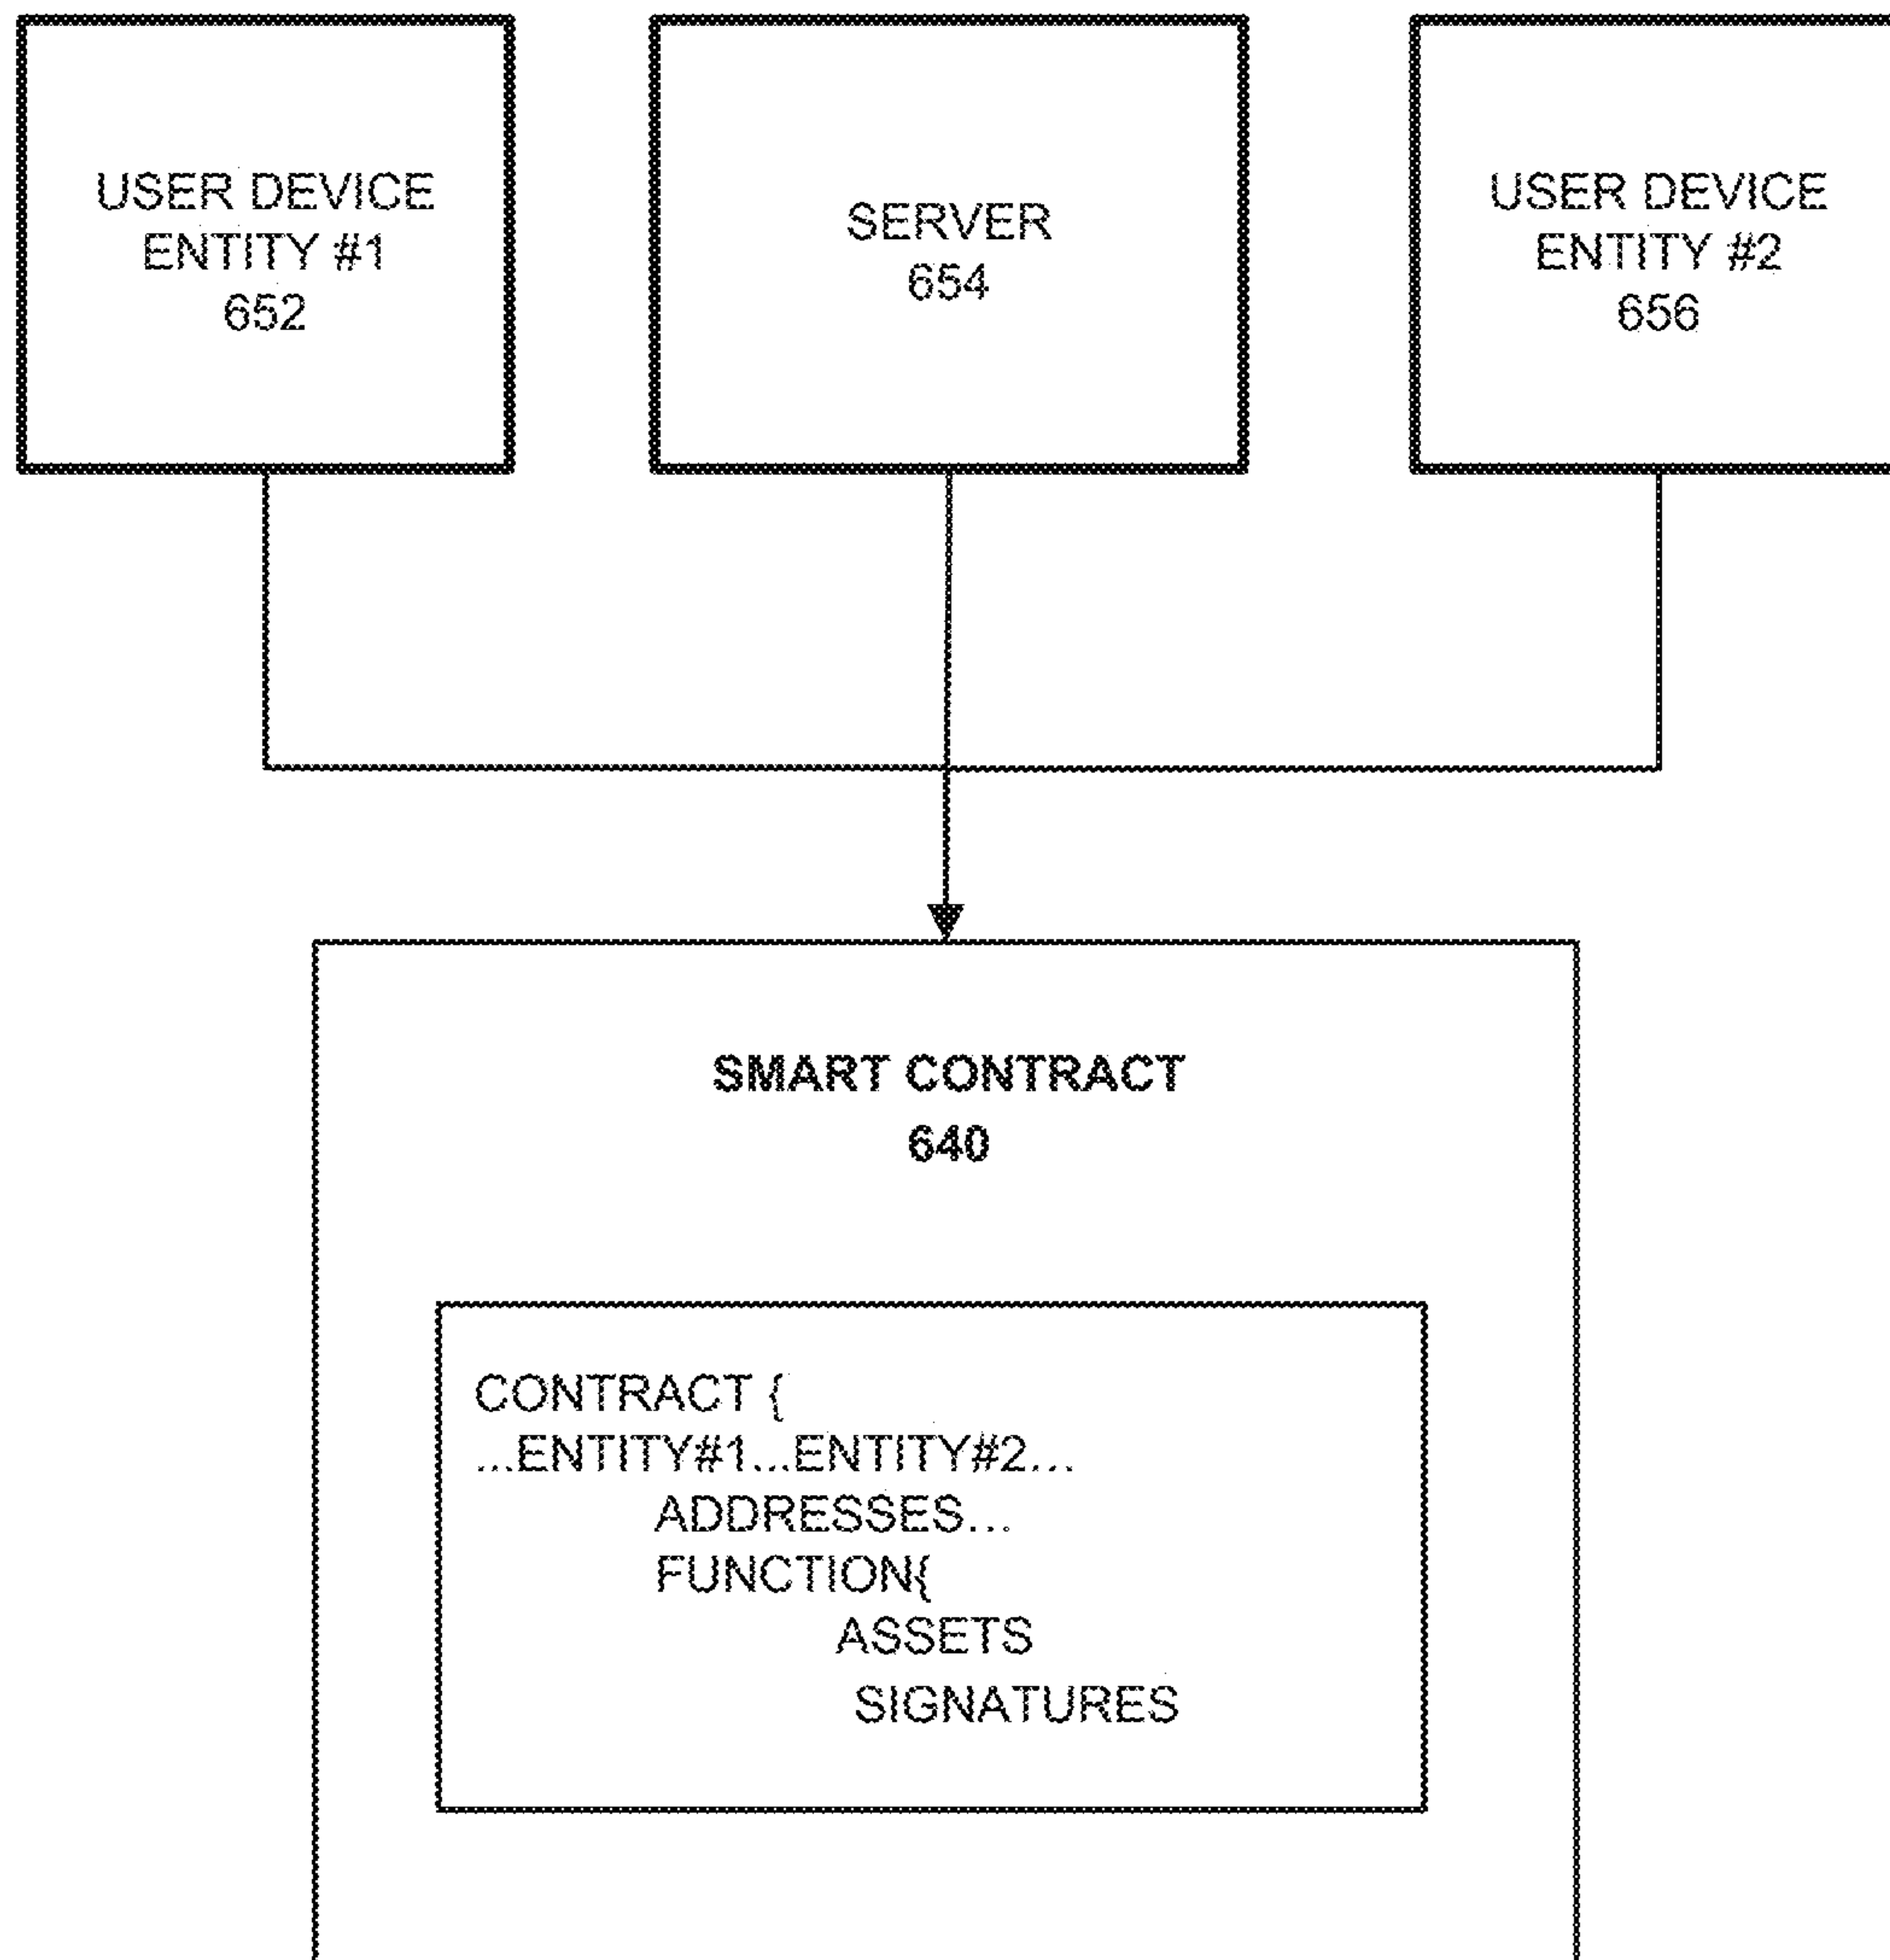 USER DEVICE
ENTITY #1
652
SERVER
654
USER DEVICE
ENTITY #2
656
SMART CONTRACT
640
CONTRACT {
...ENTITY#1...ENTITY#2...
ADDRESSES...
FUNCTION{
ASSETS
SIGNATURES